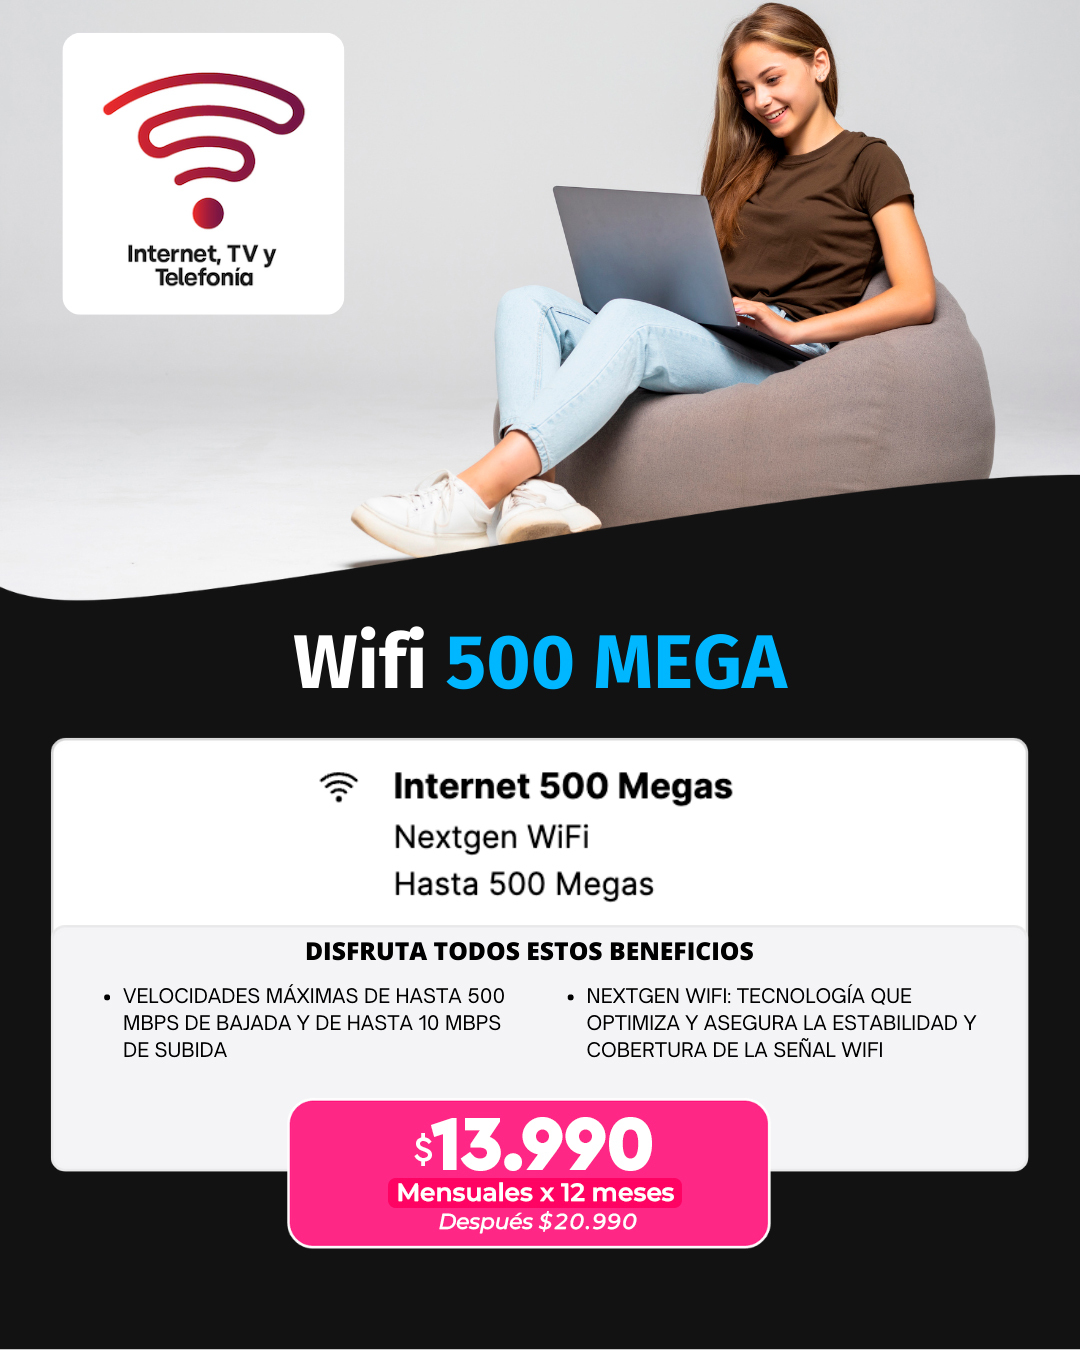 Internet, TV y
Telefonía
Wifi 500 MEGA
Internet 500 Megas
Nextgen WiFi
Hasta 500 Megas
DISFRUTA TODOS ESTOS BENEFICIOS
• VELOCIDADES MÁXIMAS DE HASTA 500
MBPS DE BAJADA Y DE HASTA 10 MBPS
DE SUBIDA
• NEXTGEN WIFI: TECNOLOGÍA QUE
OPTIMIZA Y ASEGURA LA ESTABILIDAD Y
COBERTURA DE LA SEÑAL WIFI
$13.990
Mensuales x 12 meses
Después $20.990